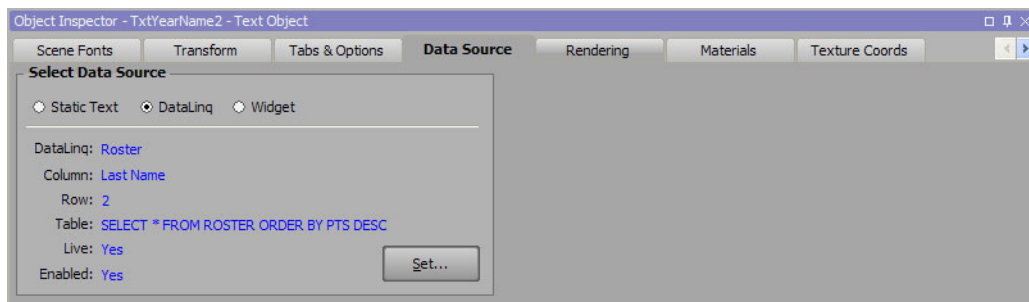 Object Inspector - TxtYearName2 - Text Object
Scene Fonts Transform Tabs & Options Data Source Rendering Materials Texture Coords
Select Data Source
Static Text DataLinq Widget
DataLinq: Roster
Column: Last Name
Row: 2
Table: SELECT * FROM ROSTER ORDER BY PTS DESC
Live: Yes
Enabled: Yes
Set...